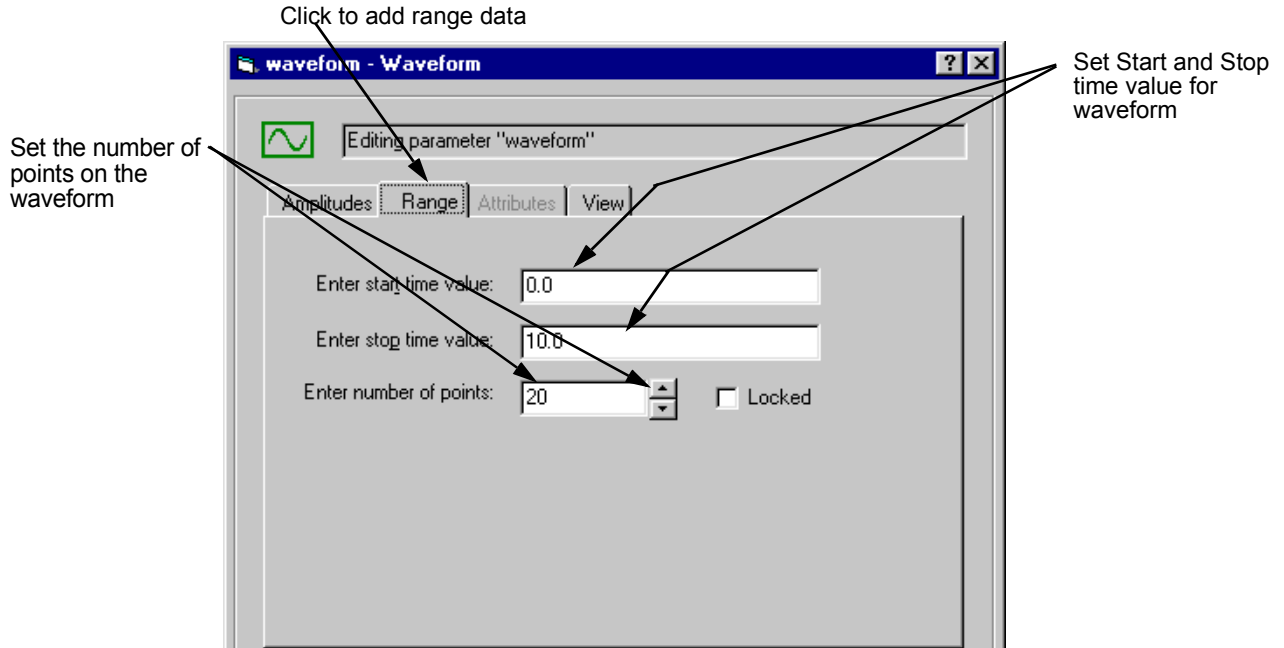 Click to add range data
waveform - Waveform
Set Start and Stop
time value for
waveform
Editing parameter "waveform"
Set the number of
points on the
waveform
Amplitudes Range Attributes View
Enter start time value: 0.0
Enter stop time value: 10.0
Enter number of points: 20 Locked